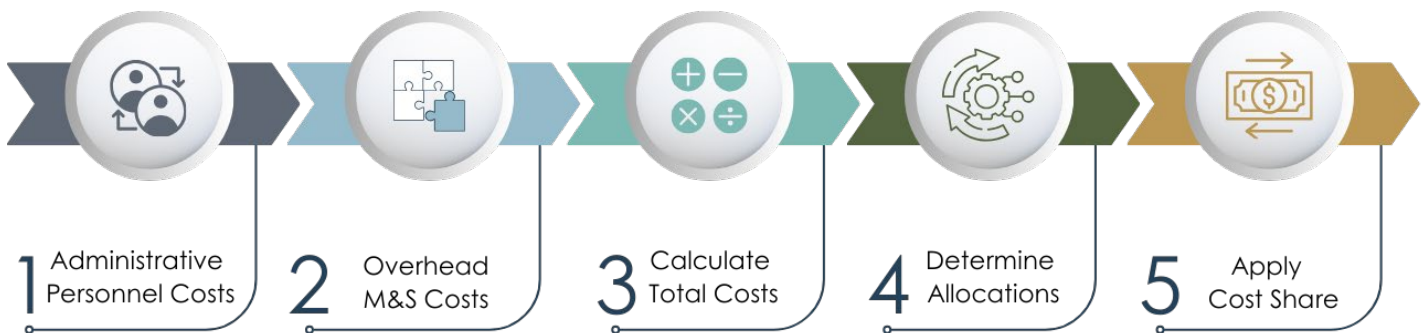 1 Administrative
Personnel Costs
2 Overhead
M&S Costs
3 Calculate
Total Costs
4 Determine
Allocations
5 Apply
Cost Share